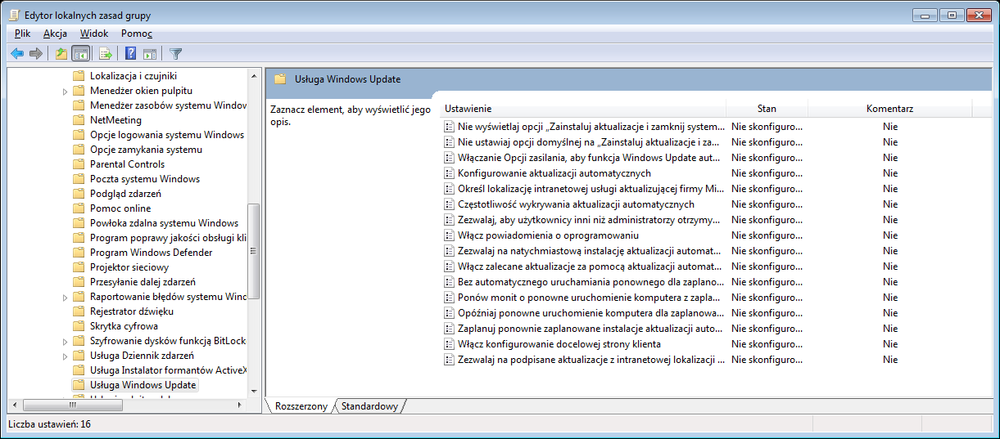 Edytor lokalnych zasad grupy
Plik Akcja Widok Pomoc
Lokalizacja i czujniki
Menedżer okien pulpitu
Menedżer zasobów systemu Window
NetMeeting
Opcje logowania systemu Windows
Opcje zamykania systemu
Parental Controls
Poczta systemu Windows
Podgląd zdarzeń
Pomoc online
Powłoka zdalna systemu Windows
Program poprawy jakości obsługi kli
Program Windows Defender
Projektor sieciowy
Przesyłanie dalej zdarzeń
Raportowanie błędów systemu Wind
Rejestrator dźwięku
Skrytka cyfrowa
Szyfrowanie dysków funkcją BitLock
Usługa Dziennik zdarzeń
Usługa Instalator formantów ActiveX
Usługa Windows Update
Usługa Windows Update
Zaznacz element, aby wyświetlić jego
opis.
Ustawienie Stan Komentarz
Nie wyświetlaj opcji „Zainstaluj aktualizacje i zamknij system... Nie skonfiguro... Nie
Nie ustawiaj opcji domyślnej na „Zainstaluj aktualizacje i za... Nie skonfiguro... Nie
Włączanie Opcji zasilania, aby funkcja Windows Update aut... Nie skonfiguro... Nie
Konfigurowanie aktualizacji automatycznych Nie skonfiguro... Nie
Określ lokalizację intranetowej usługi aktualizującej firmy Mi... Nie skonfiguro... Nie
Częstotliwość wykrywania aktualizacji automatycznych Nie skonfiguro... Nie
Zezwalaj, aby użytkownicy inni niż administratorzy otrzymy... Nie skonfiguro... Nie
Włącz powiadomienia o oprogramowaniu Nie skonfiguro... Nie
Zezwalaj na natychmiastową instalację aktualizacji automat... Nie skonfiguro... Nie
Włącz zalecane aktualizacje za pomocą aktualizacji automat... Nie skonfiguro... Nie
Bez automatycznego uruchamiania ponownego dla zaplano... Nie skonfiguro... Nie
Ponów monit o ponowne uruchomienie komputera z zapla... Nie skonfiguro... Nie
Opóźniaj ponowne uruchomienie komputera dla zaplanowa... Nie skonfiguro... Nie
Zaplanuj ponownie zaplanowane instalacje aktualizacji auto... Nie skonfiguro... Nie
Włącz konfigurowanie docelowej strony klienta Nie skonfiguro... Nie
Zezwalaj na podpisane aktualizacje z intranetowej lokalizacji ... Nie skonfiguro... Nie
Rozszerzony Standardowy
Liczba ustawień: 16